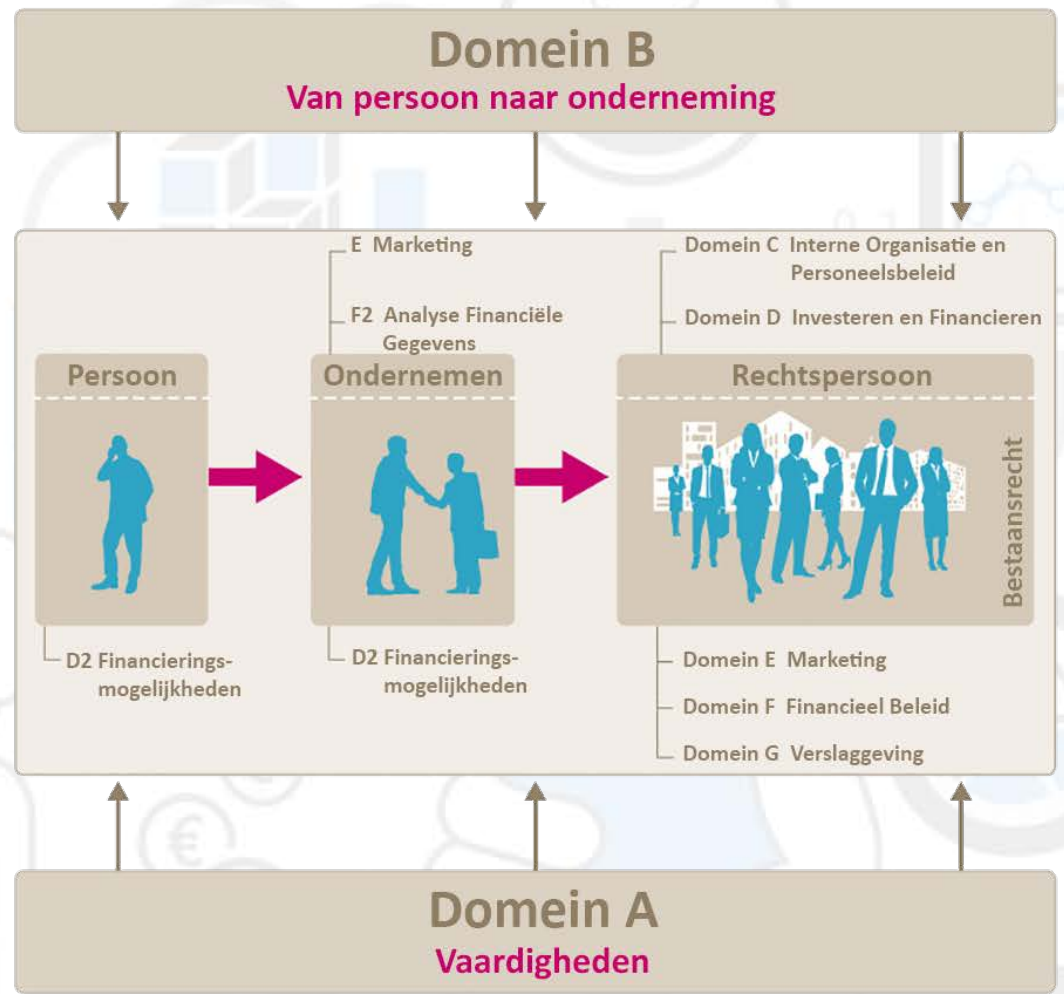 Domein B
Van persoon naar onderneming
E Marketing
F2 Analyse Financiële
Gegevens
Domein C Interne Organisatie en
Personeelsbeleid
Domein D Investeren en Financieren
Persoon
Ondernemen
Rechtspersoon
Bestaansrecht
D2 Financierings-
mogelijkheden
D2 Financierings-
mogelijkheden
Domein E Marketing
Domein F Financieel Beleid
Domein G Verslaggeving
Domein A
Vaardigheden